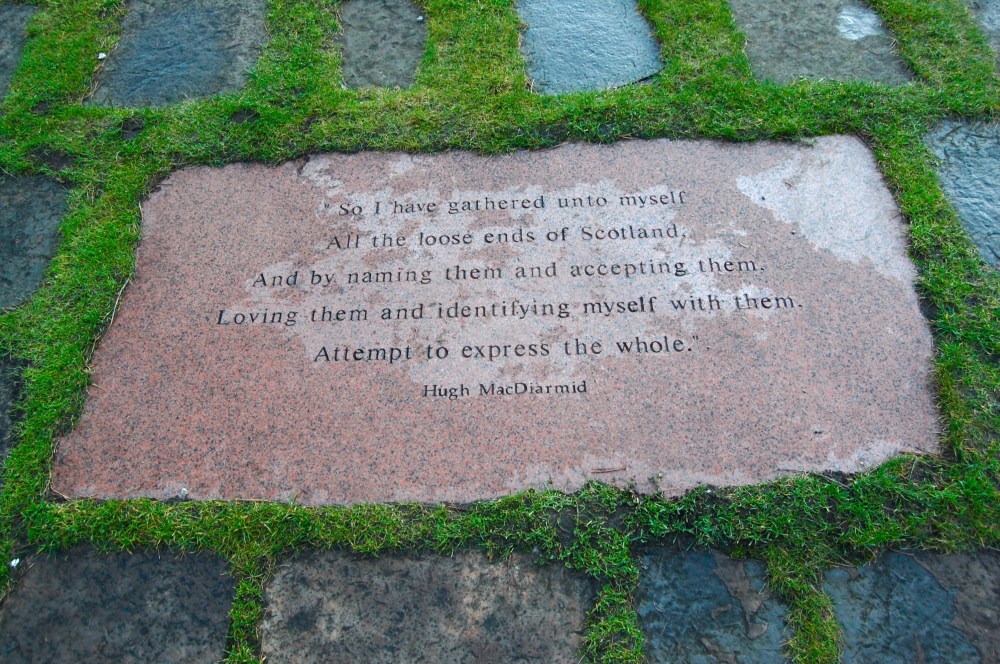 "So I have gathered unto myself
All the loose ends of Scotland,
And by naming them and accepting them,
Loving them and identifying myself with them,
Attempt to express the whole."
Hugh MacDiarmid